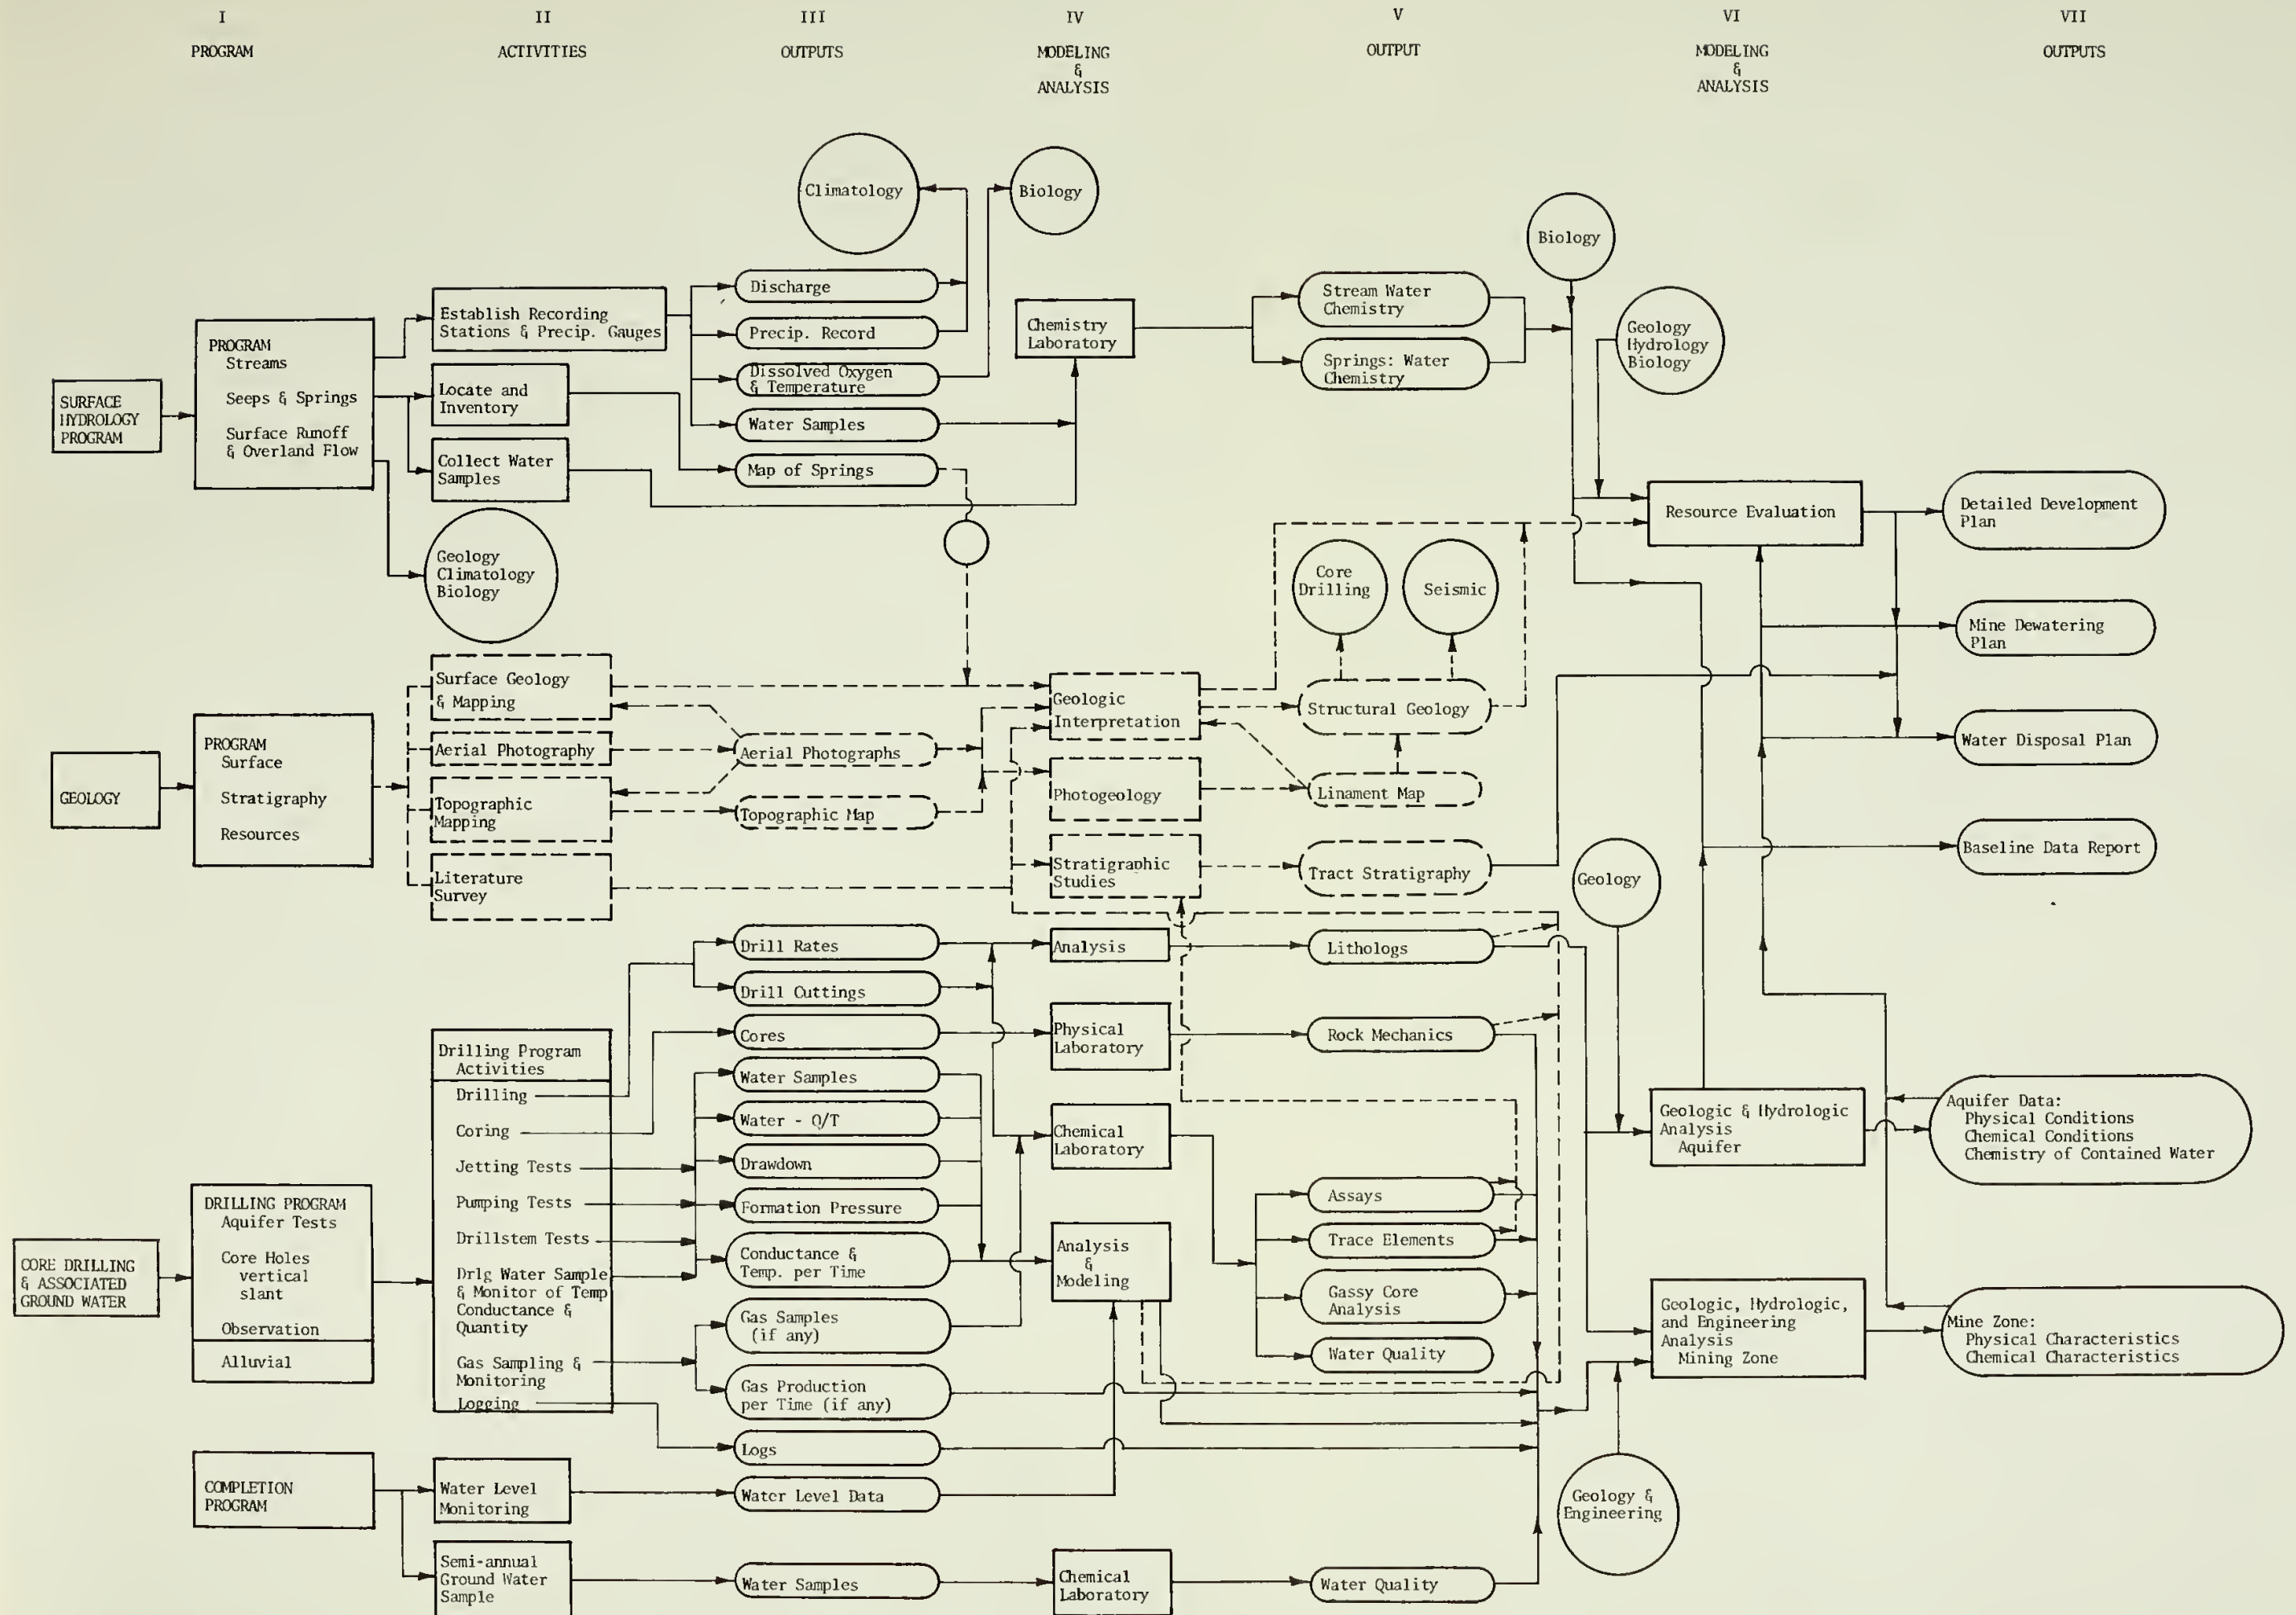 I
II
III
IV
V
VI
VII
PROGRAM
ACTIVITIES
OUTPUTS
MODELING
&
ANALYSIS
OUTPUT
MODELING
&
ANALYSIS
OUTPUTS
Climatology
Biology
Biology
Geology
Hydrology
Biology
SURFACE
HYDROLOGY
PROGRAM
PROGRAM
Streams
Seeps & Springs
Surface Runoff
& Overland Flow
Establish Recording
Stations & Precip. Gauges
Locate and
Inventory
Collect Water
Samples
Geology
Climatology
Biology
Discharge
Precip. Record
Dissolved Oxygen
& Temperature
Water Samples
Map of Springs
Chemistry
Laboratory
Stream Water
Chemistry
Springs: Water
Chemistry
Resource Evaluation
Detailed Development
Plan
Mine Dewatering
Plan
Water Disposal Plan
Baseline Data Report
Core
Drilling
Seismic
GEOLOGY
PROGRAM
Surface
Stratigraphy
Resources
Surface Geology
& Mapping
Aerial Photography
Topographic
Mapping
Literature
Survey
Aerial Photographs
Topographic Map
Geologic
Interpretation
Photogeology
Stratigraphic
Studies
Structural Geology
Linament Map
Tract Stratigraphy
Geology
CORE DRILLING
& ASSOCIATED
GROUND WATER
DRILLING PROGRAM
Aquifer Tests
Core Holes
vertical
slant
Observation
Alluvial
Drilling Program
Activities
Drilling
Coring
Jetting Tests
Pumping Tests
Drillstem Tests
Drlg Water Sample
& Monitor of Temp
Conductance &
Quantity
Gas Sampling &
Monitoring
Logging
Drill Rates
Drill Cuttings
Cores
Water Samples
Water - Q/T
Drawdown
Formation Pressure
Conductance &
Temp. per Time
Gas Samples
(if any)
Gas Production
per Time (if any)
Logs
Analysis
Physical
Laboratory
Chemical
Laboratory
Analysis
&
Modeling
Lithologs
Rock Mechanics
Assays
Trace Elements
Gassy Core
Analysis
Water Quality
Geologic & Hydrologic
Analysis
Aquifer
Geologic, Hydrologic,
and Engineering
Analysis
Mining Zone
Aquifer Data:
Physical Conditions
Chemical Conditions
Chemistry of Contained Water
Mine Zone:
Physical Characteristics
Chemical Characteristics
Geology &
Engineering
COMPLETION
PROGRAM
Water Level
Monitoring
Semi-annual
Ground Water
Sample
Water Level Data
Water Samples
Chemical
Laboratory
Water Quality